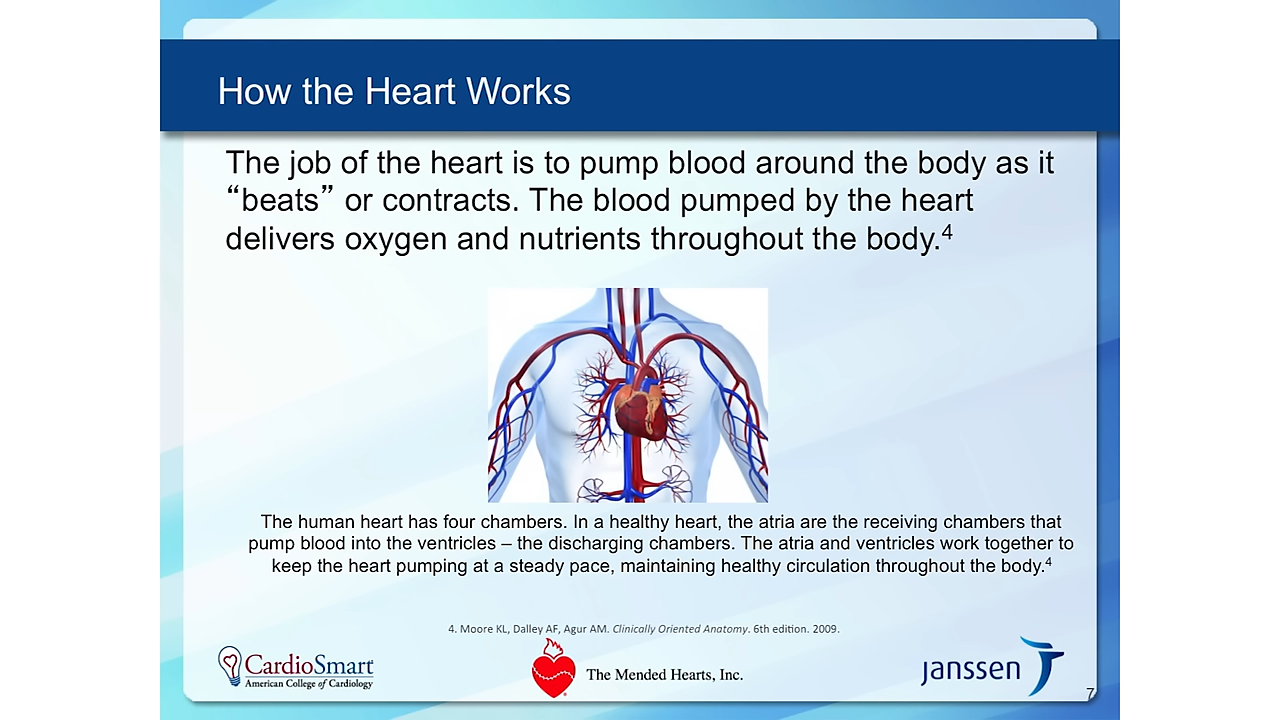 How the Heart Works
The job of the heart is to pump blood around the body as it
“beats” or contracts. The blood pumped by the heart
delivers oxygen and nutrients throughout the body.4
The human heart has four chambers. In a healthy heart, the atria are the receiving chambers that
pump blood into the ventricles – the discharging chambers. The atria and ventricles work together to
keep the heart pumping at a steady pace, maintaining healthy circulation throughout the body.4
4. Moore KL, Dalley AF, Agur AM. Clinically Oriented Anatomy. 6th edition. 2009.
CardioSmart
American College of Cardiology
The Mended Hearts, Inc.
janssen
7